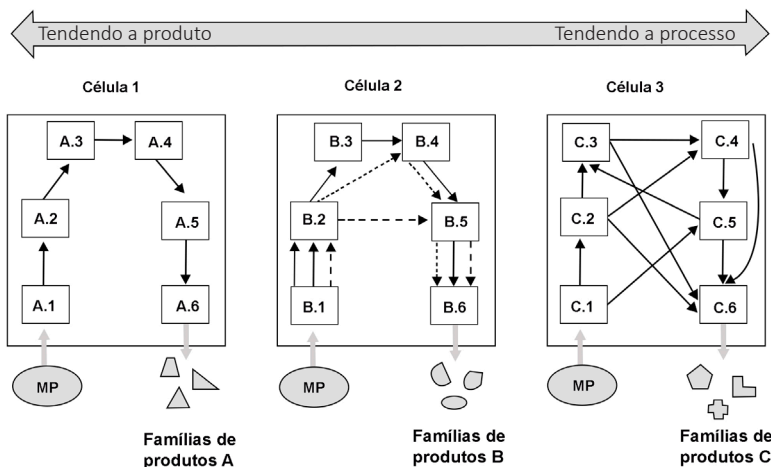 Tendendo a produto
Tendendo a processo
Célula 1
Célula 2
Célula 3
A.3
A.4
A.2
A.5
A.1
A.6
MP
Famílias de
produtos A
B.3
B.4
B.2
B.5
B.1
B.6
MP
Famílias de
produtos B
C.3
C.4
C.2
C.5
C.1
C.6
MP
Famílias de
produtos C